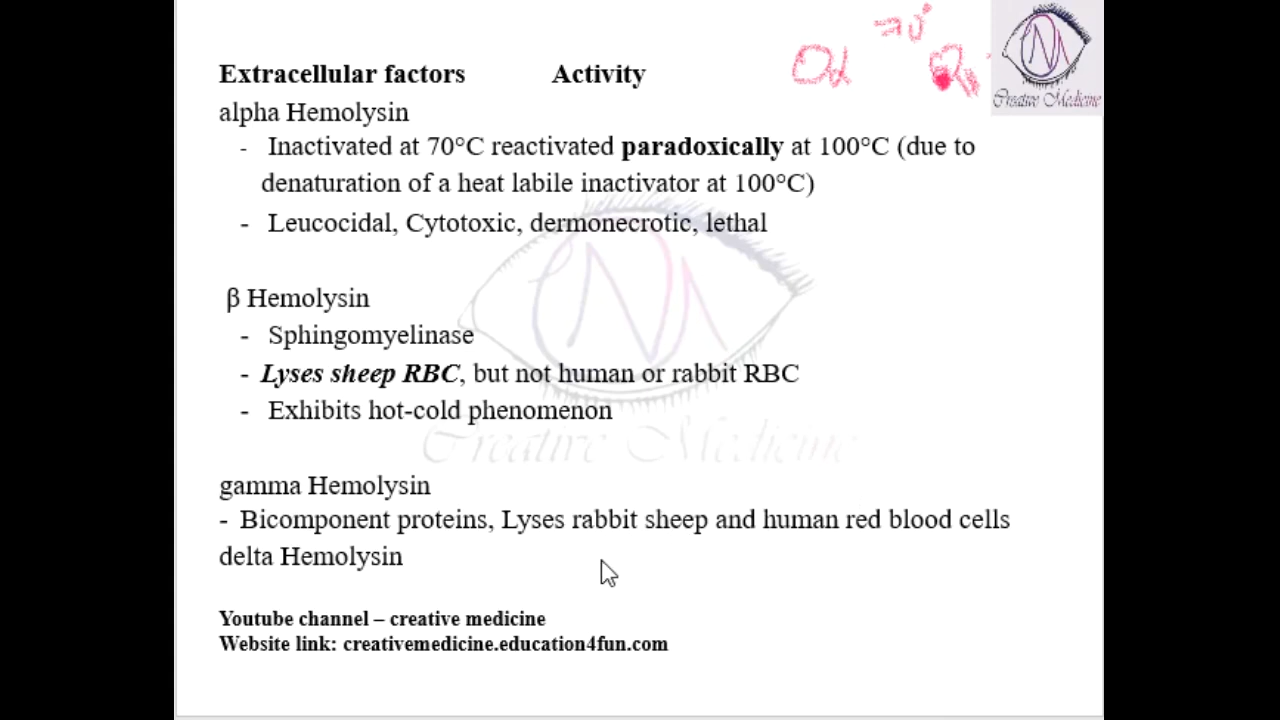 Extracellular factors Activity
alpha Hemolysin
- Inactivated at 70°C reactivated paradoxically at 100°C (due to
denaturation of a heat labile inactivator at 100°C)
- Leucocidal, Cytotoxic, dermonecrotic, lethal
β Hemolysin
- Sphingomyelinase
- Lyses sheep RBC, but not human or rabbit RBC
- Exhibits hot-cold phenomenon
gamma Hemolysin
- Bicomponent proteins, Lyses rabbit sheep and human red blood cells
delta Hemolysin
Youtube channel – creative medicine
Website link: creativemedicine.education4fun.com
Creative Medicine
Creative Medicine